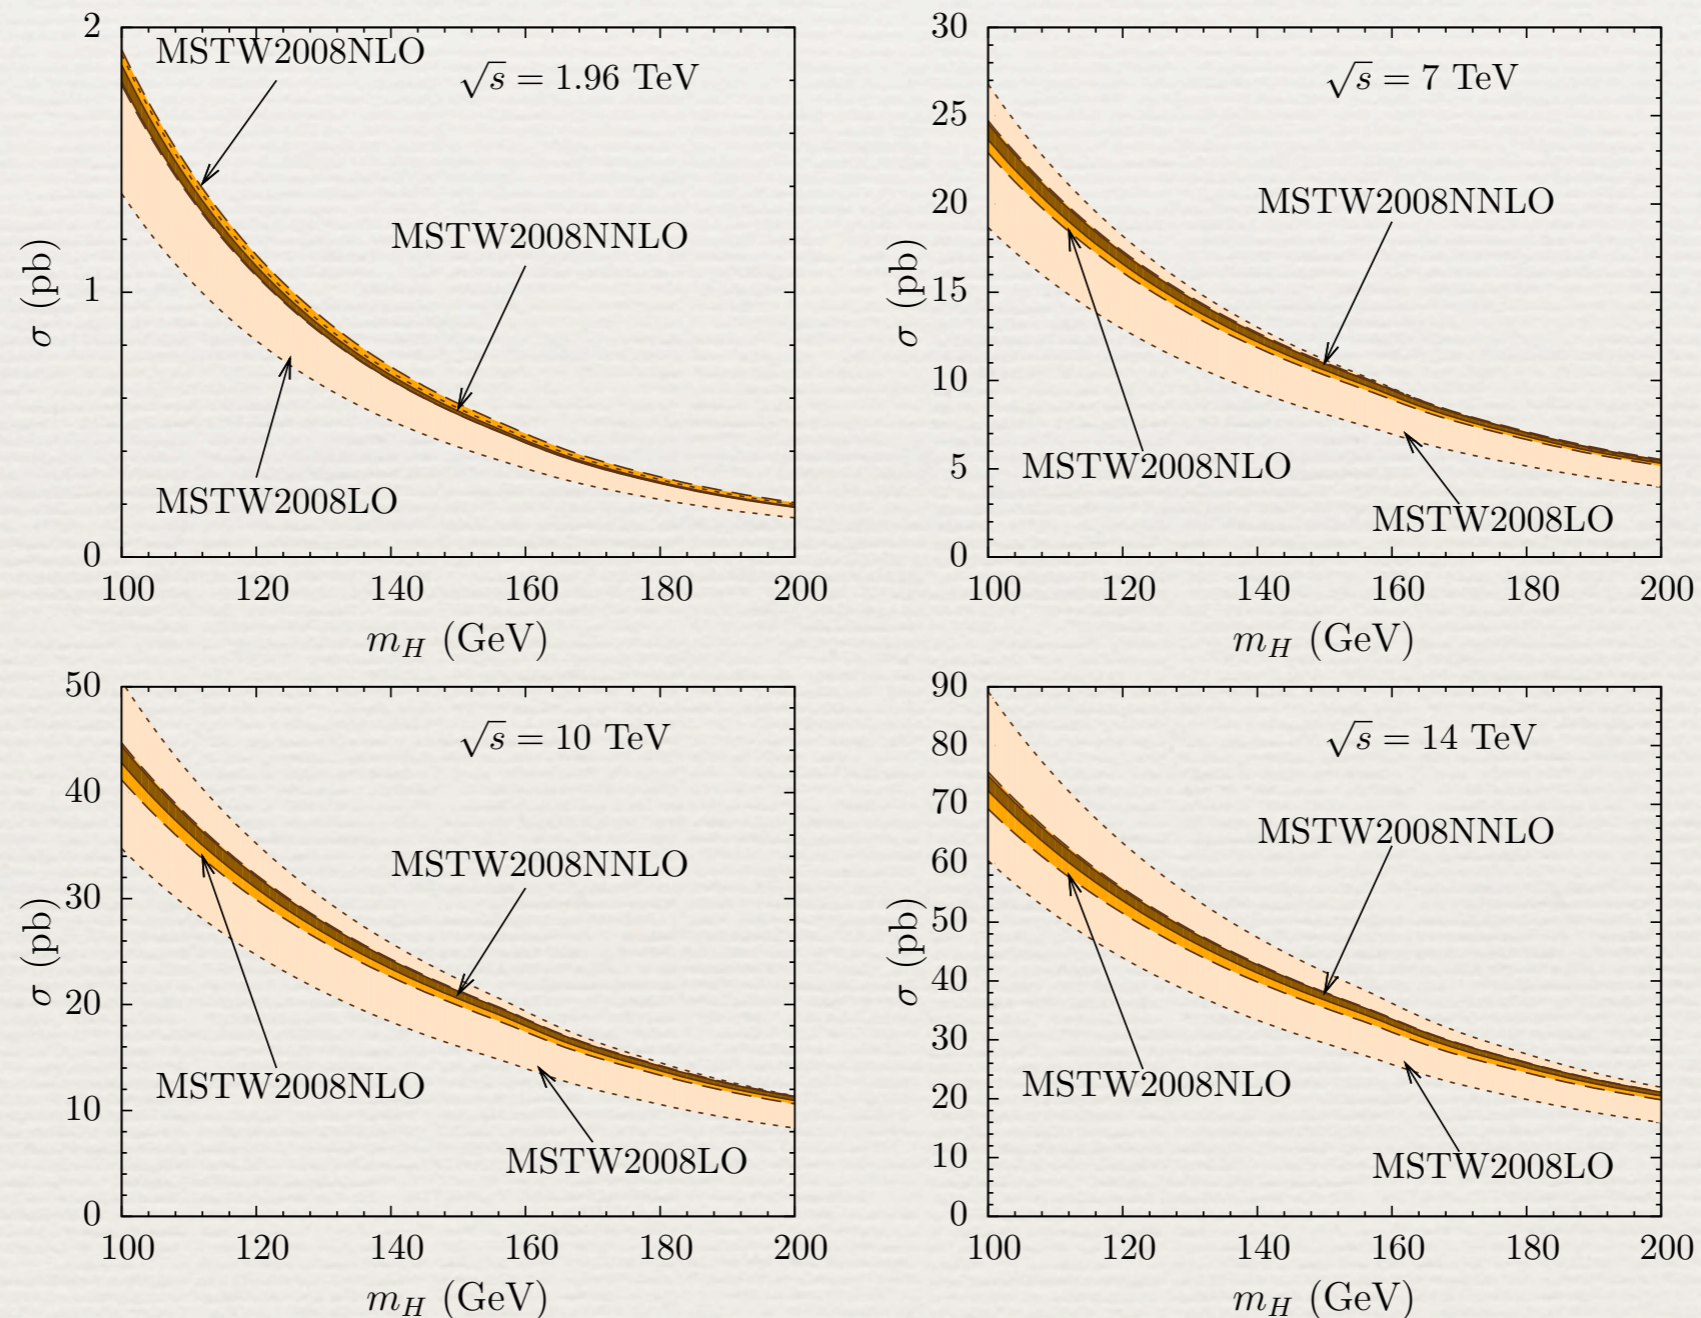 2
1
0
σ (pb)
MSTW2008NLO
√s = 1.96 TeV
MSTW2008NNLO
MSTW2008LO
100 120 140 160 180 200
m_H (GeV)
30
25
20
15
10
5
0
σ (pb)
√s = 7 TeV
MSTW2008NNLO
MSTW2008NLO
MSTW2008LO
100 120 140 160 180 200
m_H (GeV)
50
40
30
20
10
0
σ (pb)
√s = 10 TeV
MSTW2008NNLO
MSTW2008NLO
MSTW2008LO
100 120 140 160 180 200
m_H (GeV)
90
80
70
60
50
40
30
20
10
0
σ (pb)
√s = 14 TeV
MSTW2008NNLO
MSTW2008NLO
MSTW2008LO
100 120 140 160 180 200
m_H (GeV)